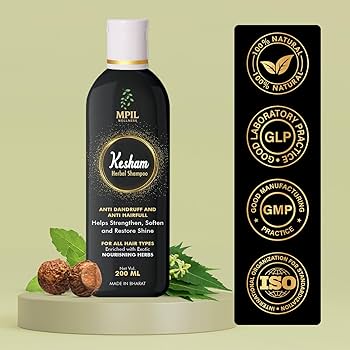 MPIL
WELLNESS
Kesham
Herbal Shampoo
ANTI DANDRUFF AND
ANTI HAIRFULL
Helps Strengthen, Soften
and Restore Shine
FOR ALL HAIR TYPES
Enriched with Exotic
NOURISHING HERBS
Net Vol.
200 ML
MADE IN BHARAT
100% NATURAL
100% NATURAL
GOOD LABORATORY PRACTICE
GLP
GOOD MANUFACTURING
GMP
PRACTICE
INTERNATIONAL ORGANIZATION FOR STANDARDIZATION
ISO